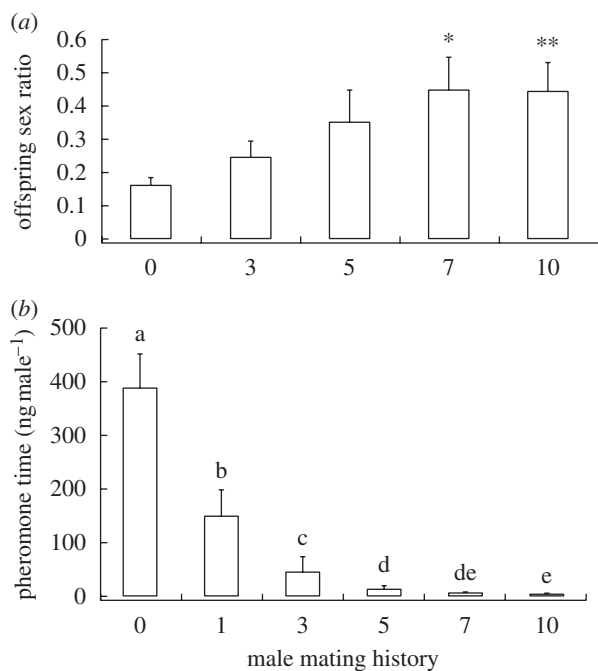 (a)
0.6
0.5
0.4
0.3
0.2
0.1
0
offspring sex ratio
* **
0 3 5 7 10
(b)
500
400
300
200
100
0
pheromone time (ng male⁻¹)
a
b
c
d
de
e
0 1 3 5 7 10
male mating history